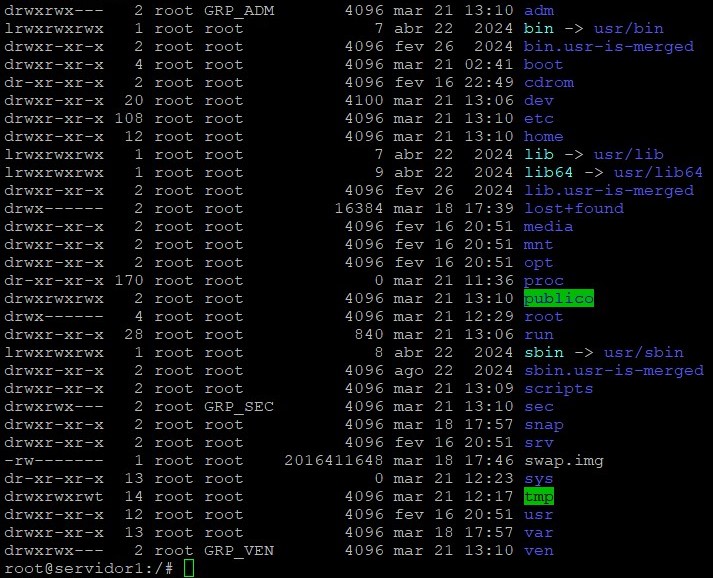 drwxrwx---   2 root GRP_ADM       4096 mar 21 13:10 adm
lrwxrwxrwx   1 root root             7 abr 22  2024 bin -> usr/bin
drwxr-xr-x   2 root root          4096 fev 26  2024 bin.usr-is-merged
drwxr-xr-x   4 root root          4096 mar 21 02:41 boot
dr-xr-xr-x   2 root root          4096 fev 16 22:49 cdrom
drwxr-xr-x  20 root root          4100 mar 21 13:06 dev
drwxr-xr-x 108 root root          4096 mar 21 13:10 etc
drwxr-xr-x  12 root root          4096 mar 21 13:06 home
lrwxrwxrwx   1 root root             7 abr 22  2024 lib -> usr/lib
lrwxrwxrwx   1 root root             9 abr 22  2024 lib64 -> usr/lib64
drwxr-xr-x   2 root root          4096 fev 26  2024 lib.usr-is-merged
drwx------   2 root root         16384 mar 18 17:39 lost+found
drwxr-xr-x   2 root root          4096 fev 16 20:51 media
drwxr-xr-x   2 root root          4096 fev 16 20:51 mnt
drwxr-xr-x   2 root root          4096 fev 16 20:51 opt
dr-xr-xr-x 170 root root             0 mar 21 11:36 proc
drwxrwxrwx   2 root root          4096 mar 21 13:10 publico
drwx------   4 root root          4096 mar 21 12:29 root
drwxr-xr-x  28 root root           840 mar 21 13:06 run
lrwxrwxrwx   1 root root             8 abr 22  2024 sbin -> usr/sbin
drwxr-xr-x   2 root root          4096 ago 22  2024 sbin.usr-is-merged
drwxr-xr-x   2 root root          4096 mar 21 13:09 scripts
drwxrwx---   2 root GRP_SEC       4096 mar 21 13:10 sec
drwxr-xr-x   2 root root          4096 mar 18 17:57 snap
drwxr-xr-x   2 root root          4096 fev 16 20:51 srv
-rw-------   1 root root    2016411648 mar 18 17:46 swap.img
dr-xr-xr-x  13 root root             0 mar 21 12:23 sys
drwxrwxrwt  14 root root          4096 mar 21 12:17 tmp
drwxr-xr-x  12 root root          4096 fev 16 20:51 usr
drwxr-xr-x  13 root root          4096 mar 18 17:57 var
drwxrwx---   2 root GRP_VEN       4096 mar 21 13:10 ven
root@servidor1:/#